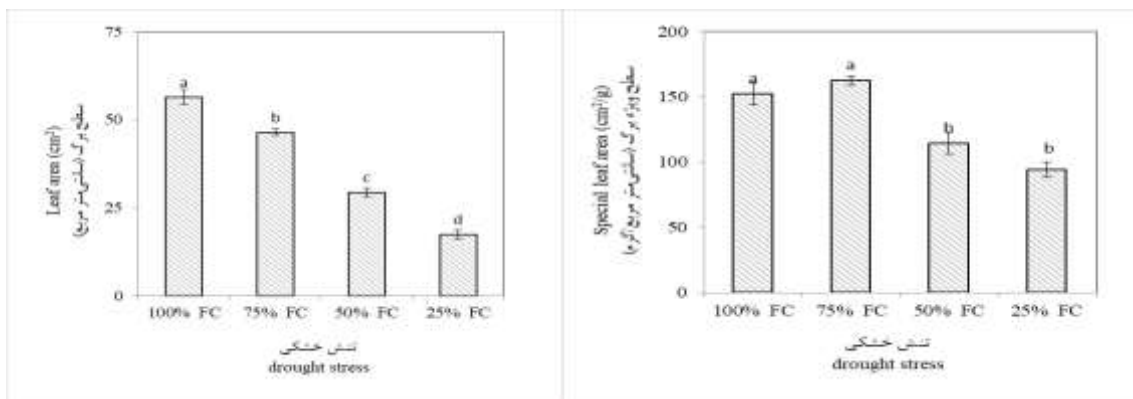 75
50
25
0
Leaf area (cm²)
سطح برگ (سانتی‌متر مربع)
a
b
c
d
100% FC
75% FC
50% FC
25% FC
تنش خشکی
drought stress
200
150
100
50
0
Special leaf area (cm²/g)
سطح ویژه برگ (سانتی‌متر مربع/گرم)
a
a
b
b
100% FC
75% FC
50% FC
25% FC
تنش خشکی
drought stress